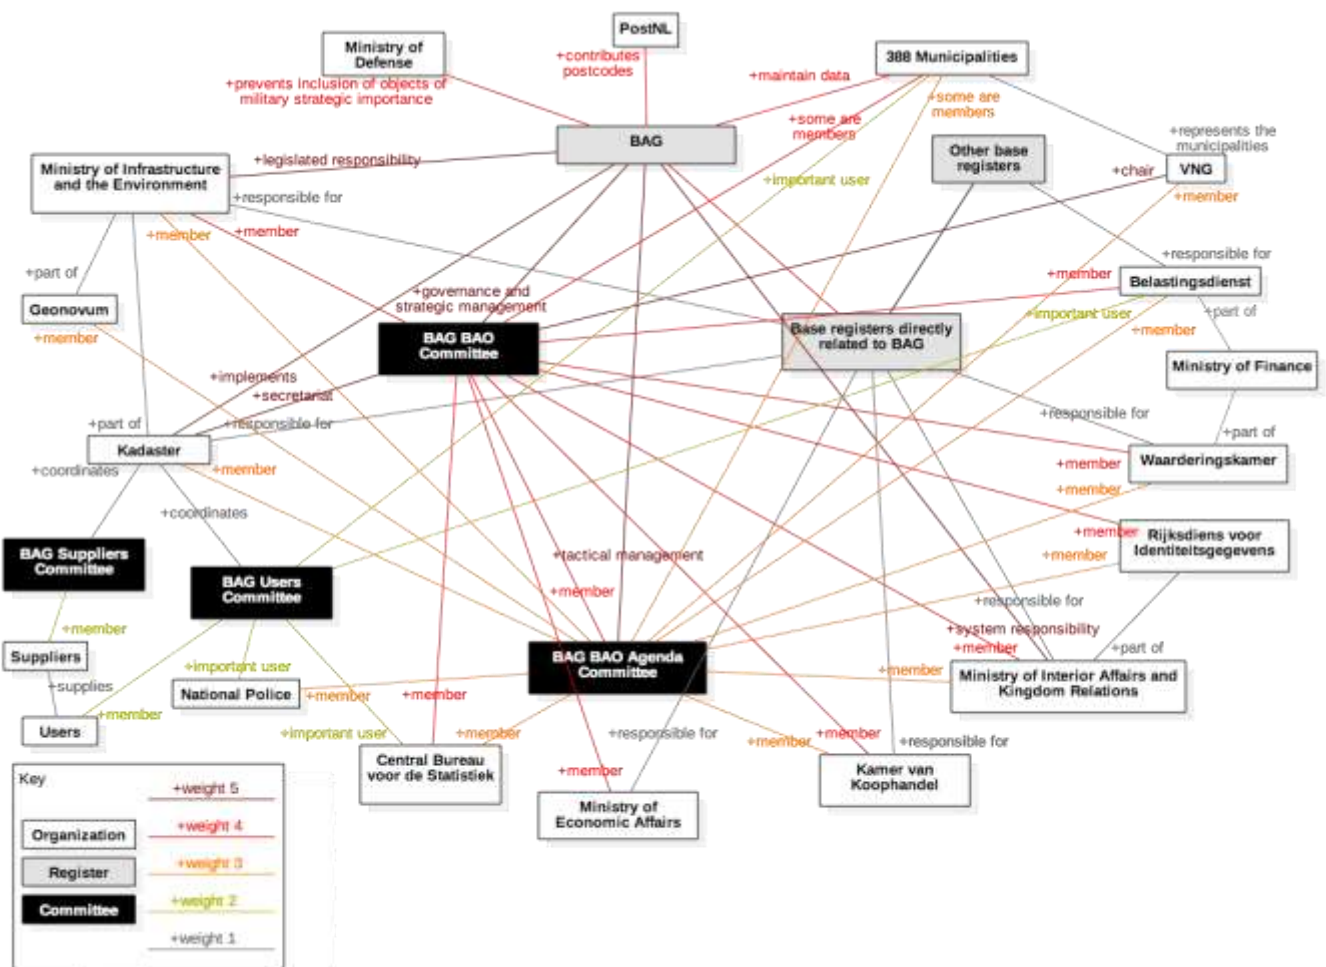 PostNL
Ministry of
Defense
+contributes
postcodes
388 Municipalities
+prevents inclusion of objects of
military strategic importance
+maintain data
+some are
members
+some are
members
BAG
Other base
registers
+represents the
municipalities
VNG
+chair
+member
Ministry of Infrastructure
and the Environment
+legislated responsibility
+responsible for
+important user
+member
+member
+part of
Geonovum
+member
+governance and
strategic management
BAG BAO
Committee
Base registers directly
related to BAG
+responsible for
+member
Belastingsdienst
+important user
+part of
+member
Ministry of Finance
+implements
+secretariat
+part of
+responsible for
+responsible for
+part of
Kadaster
+coordinates
+member
+member
Waarderingskamer
+member
+coordinates
+member
Rijksdiens voor
Identiteitsgegevens
+member
BAG Suppliers
Committee
BAG Users
Committee
+tactical management
+member
+responsible for
+system responsibility
+member
+part of
+member
Suppliers
+important user
BAG BAO Agenda
Committee
+member
Ministry of Interior Affairs and
Kingdom Relations
+supplies
National Police
+member
+member
+member
Users
+important user
+member
+responsible for
+member
+member
+responsible for
Central Bureau
voor de Statistiek
+member
Kamer van
Koophandel
Ministry of
Economic Affairs
Key
+weight 5
Organization
+weight 4
Register
+weight 3
Committee
+weight 2
+weight 1